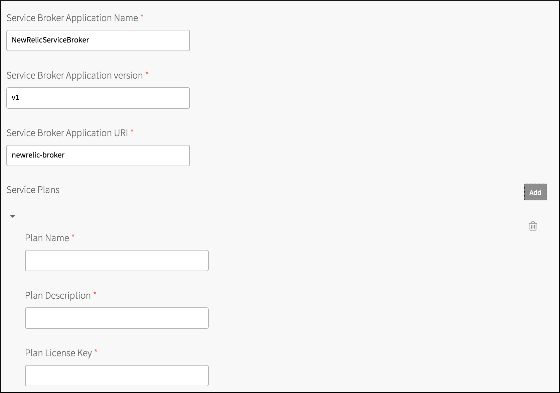 Service Broker Application Name *
NewRelicServiceBroker
Service Broker Application version *
v1
Service Broker Application URI *
newrelic-broker
Service Plans
Add
Plan Name *
Plan Description *
Plan License Key *